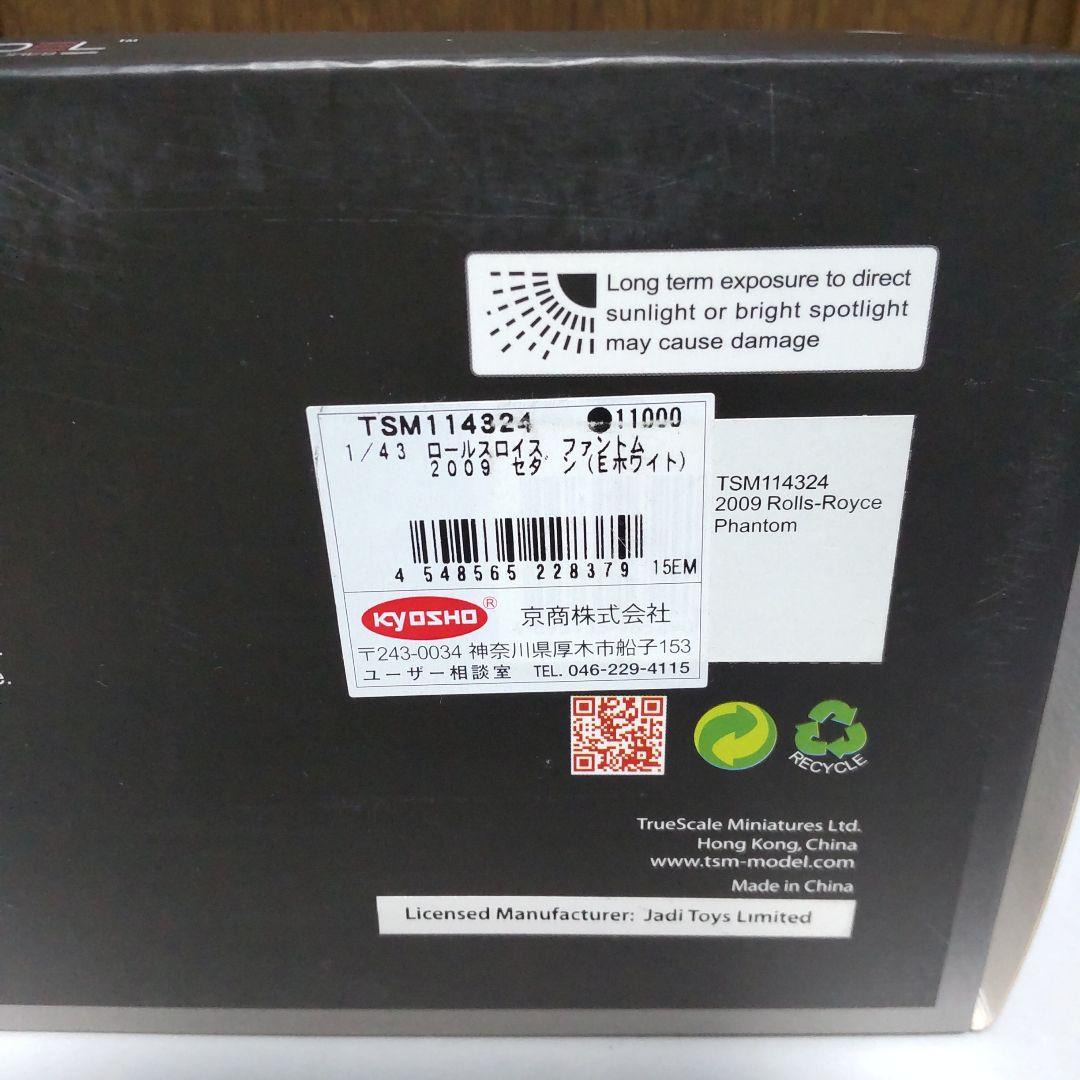 ™
Long term exposure to direct
sunlight or bright spotlight
may cause damage
TSM114324 ●11000
1/43 ロールスロイス ファントム
2009 セダン(Eホワイト)
4 548565 228379 15EM
KYOSHO® 京商株式会社
〒243-0034 神奈川県厚木市船子153
ユーザー相談室 TEL. 046-229-4115
TSM114324
2009 Rolls-Royce
Phantom
RECYCLE
TrueScale Miniatures Ltd.
Hong Kong, China
www.tsm-model.com
Made in China
Licensed Manufacturer: Jadi Toys Limited